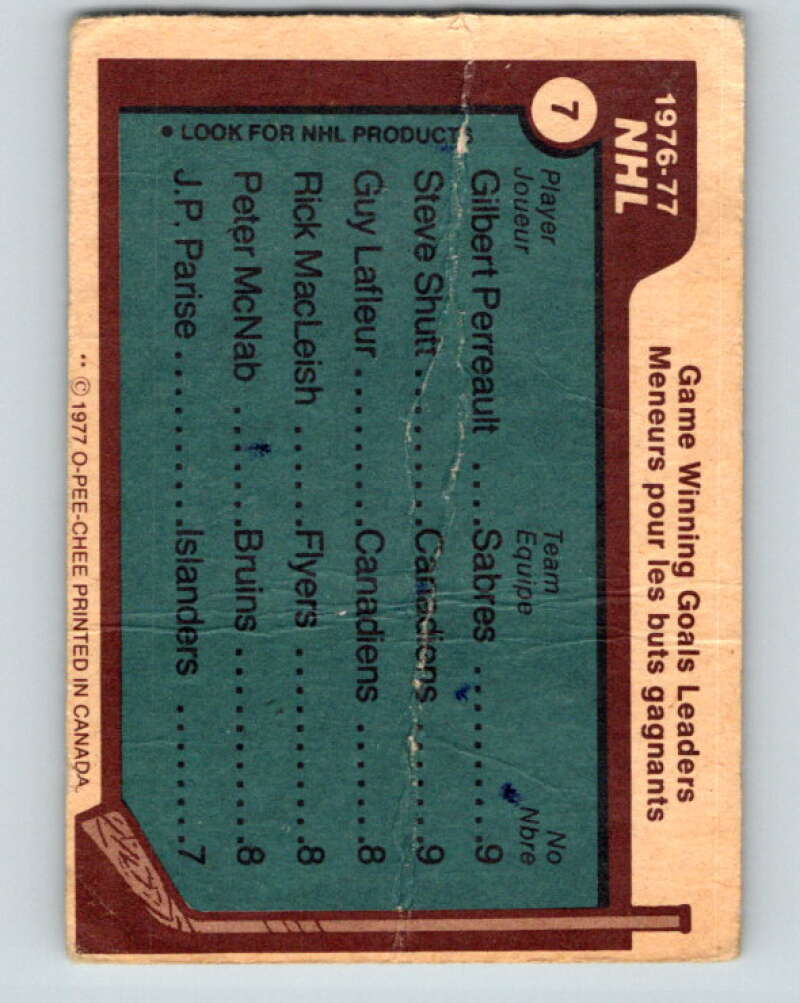 1976-77
NHL
Game Winning Goals Leaders
Meneurs pour les buts gagnants
7
Player Team No
Joueur Equipe Nbre
Gilbert Perreault ....Sabres .........9
Steve Shutt..........Canadiens.......9
Guy Lafleur .........Canadiens .......8
Rick MacLeish ......Flyers ..........8
Peter McNab .......Bruins ..........8
J.P. Parise ..........Islanders .........7
• LOOK FOR NHL PRODUCTS
** © 1977 O-PEE-CHEE PRINTED IN CANADA.